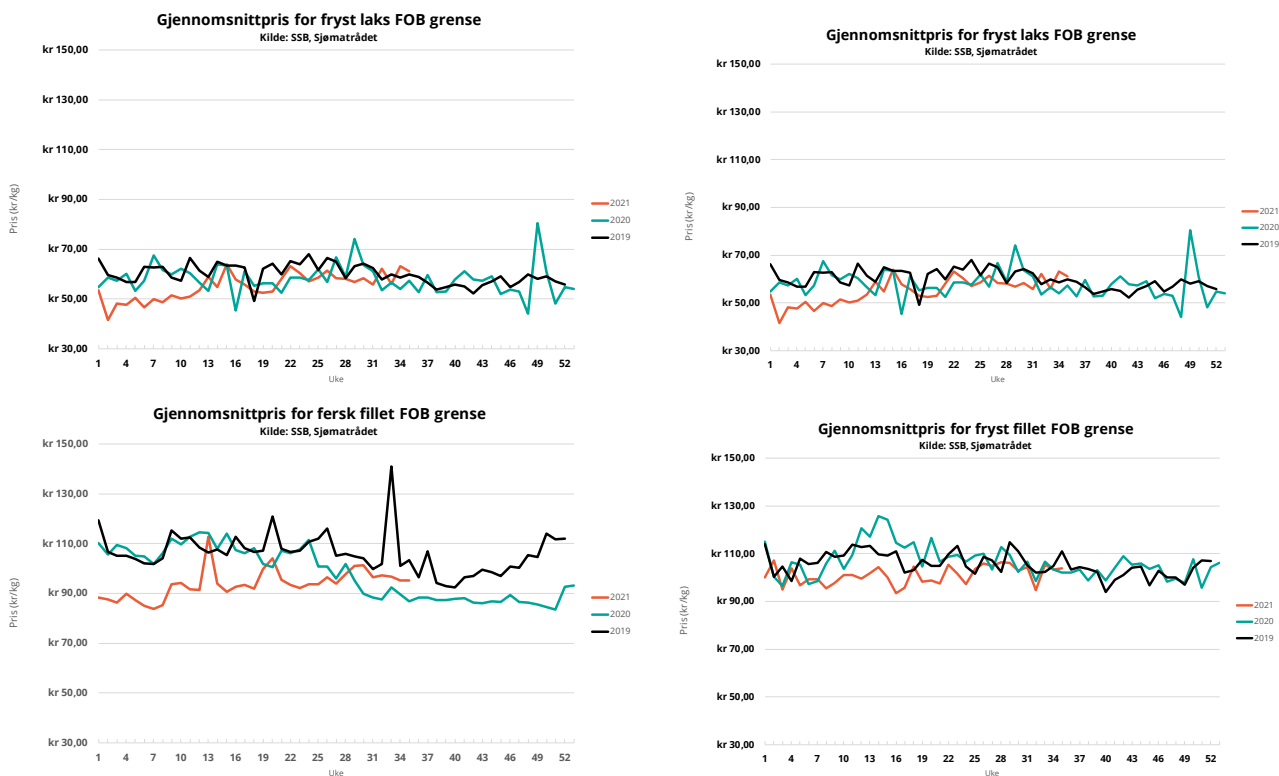 Gjennomsnittpris for fryst laks FOB grense
Kilde: SSB, Sjømatrådet
kr 150,00
kr 130,00
kr 110,00
kr 90,00
kr 70,00
kr 50,00
kr 30,00
Pris (kr/kg)
1 4 7 10 13 16 19 22 25 28 31 34 37 40 43 46 49 52
Uke
2021
2020
2019
Gjennomsnittpris for fryst laks FOB grense
Kilde: SSB, Sjømatrådet
kr 150,00
kr 130,00
kr 110,00
kr 90,00
kr 70,00
kr 50,00
kr 30,00
Pris (kr/kg)
1 4 7 10 13 16 19 22 25 28 31 34 37 40 43 46 49 52
Uke
2021
2020
2019
Gjennomsnittpris for fersk fillet FOB grense
Kilde: SSB, Sjømatrådet
kr 150,00
kr 130,00
kr 110,00
kr 90,00
kr 70,00
kr 50,00
kr 30,00
Pris (kr/kg)
1 4 7 10 13 16 19 22 25 28 31 34 37 40 43 46 49 52
Uke
2021
2020
2019
Gjennomsnittpris for fryst fillet FOB grense
Kilde: SSB, Sjømatrådet
kr 150,00
kr 130,00
kr 110,00
kr 90,00
kr 70,00
kr 50,00
kr 30,00
Pris (kr/kg)
1 4 7 10 13 16 19 22 25 28 31 34 37 40 43 46 49 52
Uke
2021
2020
2019